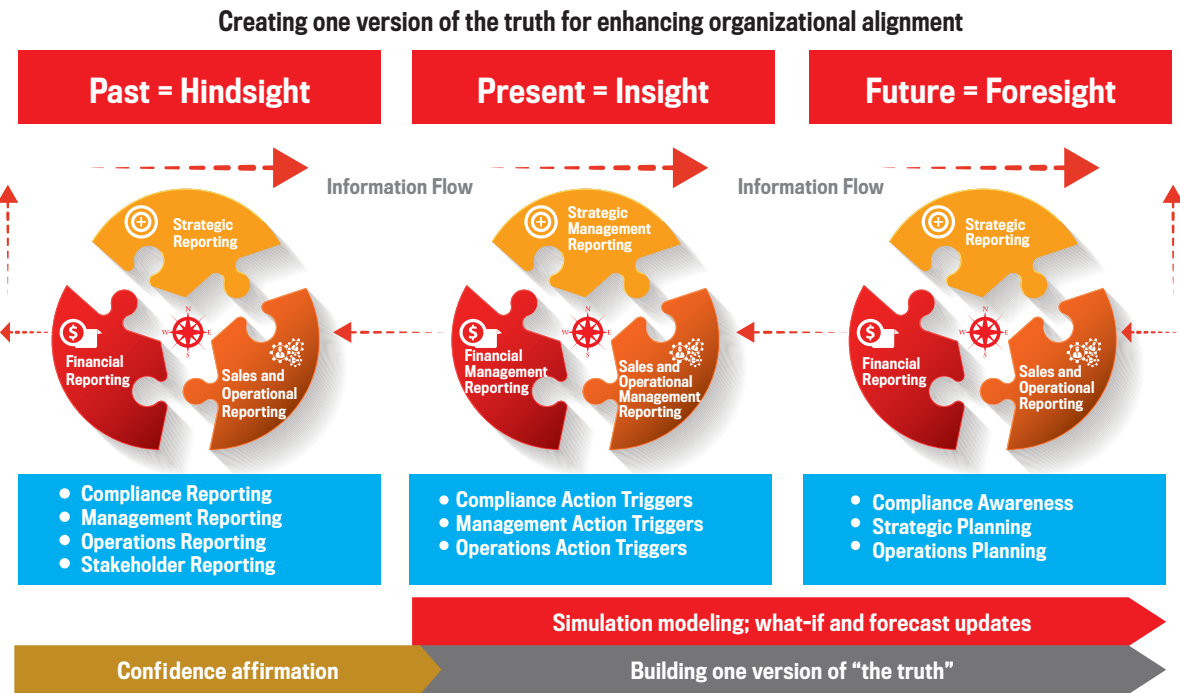 Creating one version of the truth for enhancing organizational alignment
Past = Hindsight
Present = Insight
Future = Foresight
Information Flow
Information Flow
Strategic
Reporting
Financial
Reporting
N
W
E
S
Sales and
Operational
Reporting
Strategic
Management
Reporting
Financial
Management
Reporting
N
W
E
S
Sales and
Operational
Management
Reporting
Strategic
Reporting
Financial
Reporting
N
W
E
S
Sales and
Operational
Reporting
• Compliance Reporting
• Management Reporting
• Operations Reporting
• Stakeholder Reporting
• Compliance Action Triggers
• Management Action Triggers
• Operations Action Triggers
• Compliance Awareness
• Strategic Planning
• Operations Planning
Simulation modeling; what-if and forecast updates
Confidence affirmation
Building one version of “the truth”